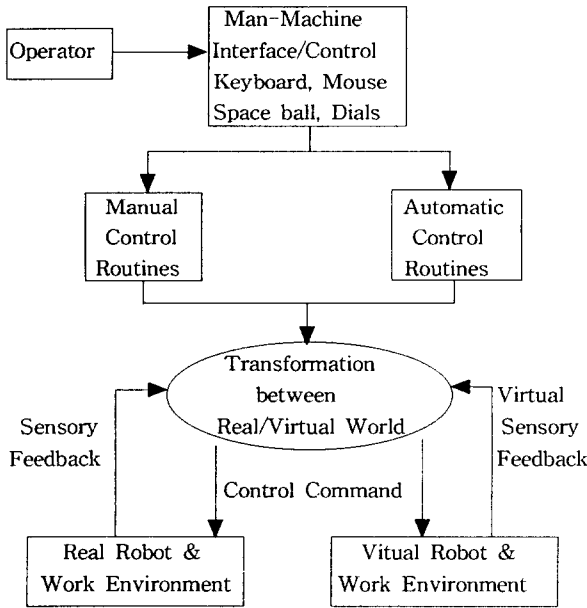 Operator
Man-Machine
Interface/Control
Keyboard, Mouse
Space ball, Dials
Manual
Control
Routines
Automatic
Control
Routines
Transformation
between
Real/Virtual World
Sensory
Feedback
Virtual
Sensory
Feedback
Control Command
Real Robot &
Work Environment
Vitual Robot &
Work Environment